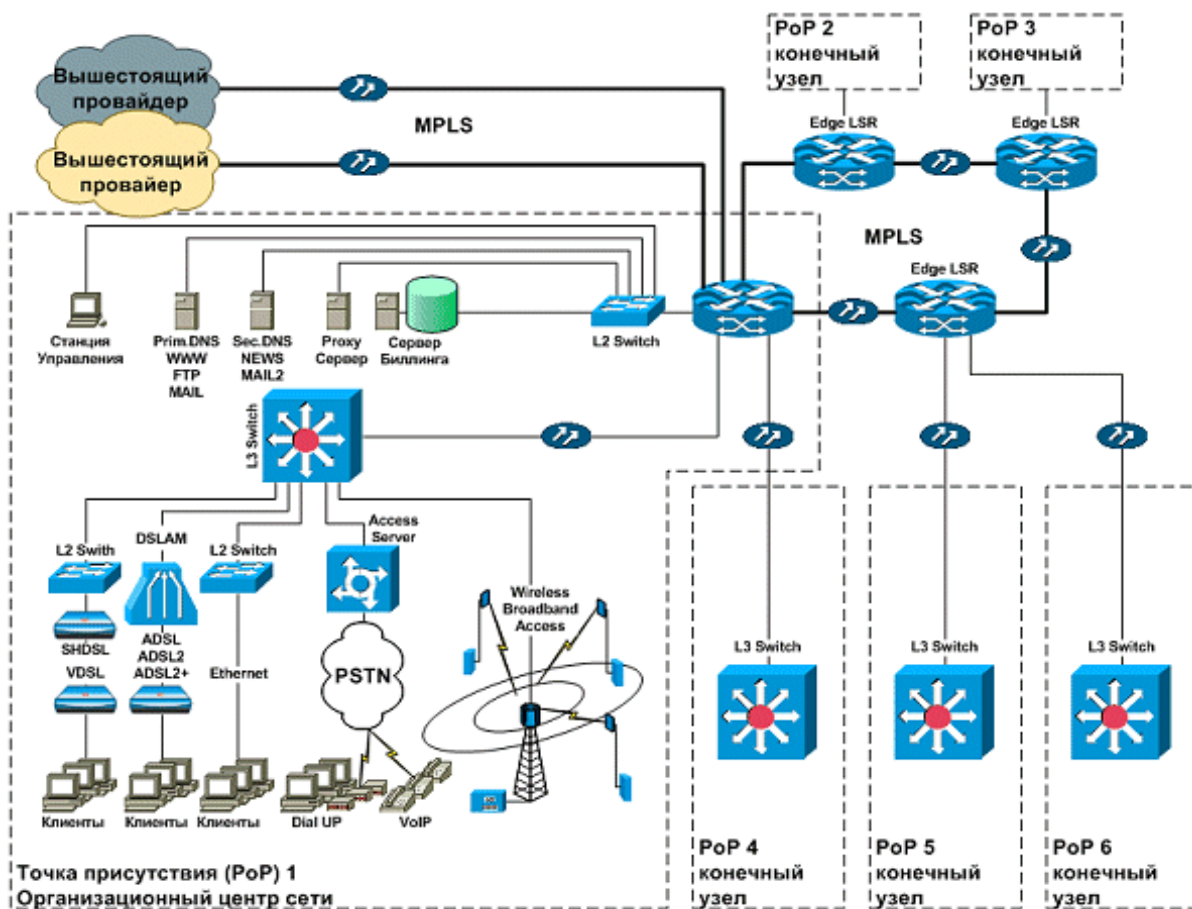 PoP 2
конечный
узел
PoP 3
конечный
узел
Вышестоящий
провайдер
MPLS
Вышестоящий
провайер
Edge LSR
Edge LSR
MPLS
Edge LSR
Станция
Управления
Prim.DNS
WWW
FTP
MAIL
Sec.DNS
NEWS
MAIL2
Proxy
Сервер
Сервер
Биллинга
L2 Switch
L3 Switch
L2 Swith
DSLAM
L2 Switch
Access
Server
Wireless
Broadband
Access
SHDSL
VDSL
ADSL
ADSL2
ADSL2+
Ethernet
PSTN
L3 Switch
L3 Switch
L3 Switch
Клиенты
Клиенты
Клиенты
Dial UP
VoIP
Точка присутствия (PoP) 1
Организационный центр сети
PoP 4
конечный
узел
PoP 5
конечный
узел
PoP 6
конечный
узел